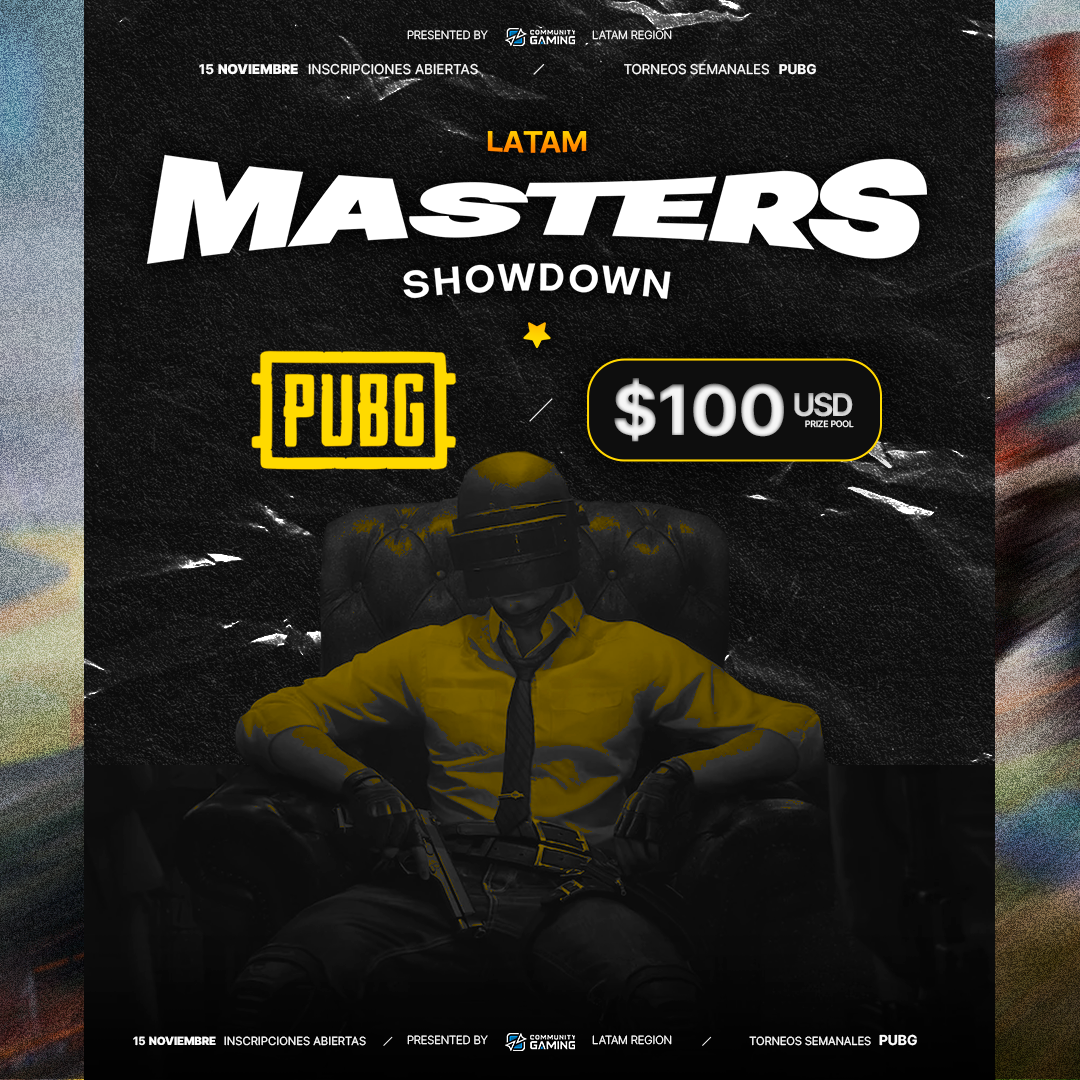 PRESENTED BY COMMUNITY GAMING LATAM REGION
15 NOVIEMBRE INSCRIPCIONES ABIERTAS / TORNEOS SEMANALES PUBG
LATAM
MASTERS
SHOWDOWN
PUBG / $100 USD PRIZE POOL
15 NOVIEMBRE INSCRIPCIONES ABIERTAS / PRESENTED BY COMMUNITY GAMING LATAM REGION / TORNEOS SEMANALES PUBG